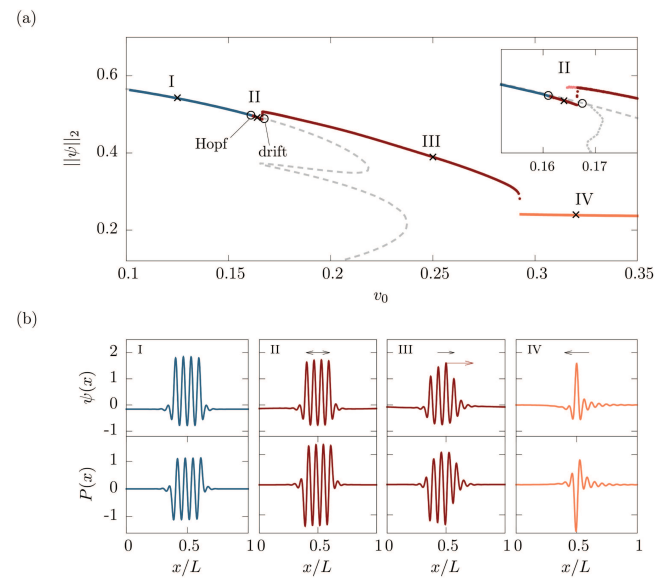 (a)
0.6
0.4
0.2
||ψ||₂
I
II
III
IV
Hopf
drift
II
0.16
0.17
0.1
0.15
0.2
0.25
0.3
0.35
v₀
(b)
I
II
III
IV
2
1
0
-1
ψ(x)
1
0
-1
P(x)
0
0.5
1
0
0.5
1
0
0.5
1
0
0.5
1
x/L
x/L
x/L
x/L